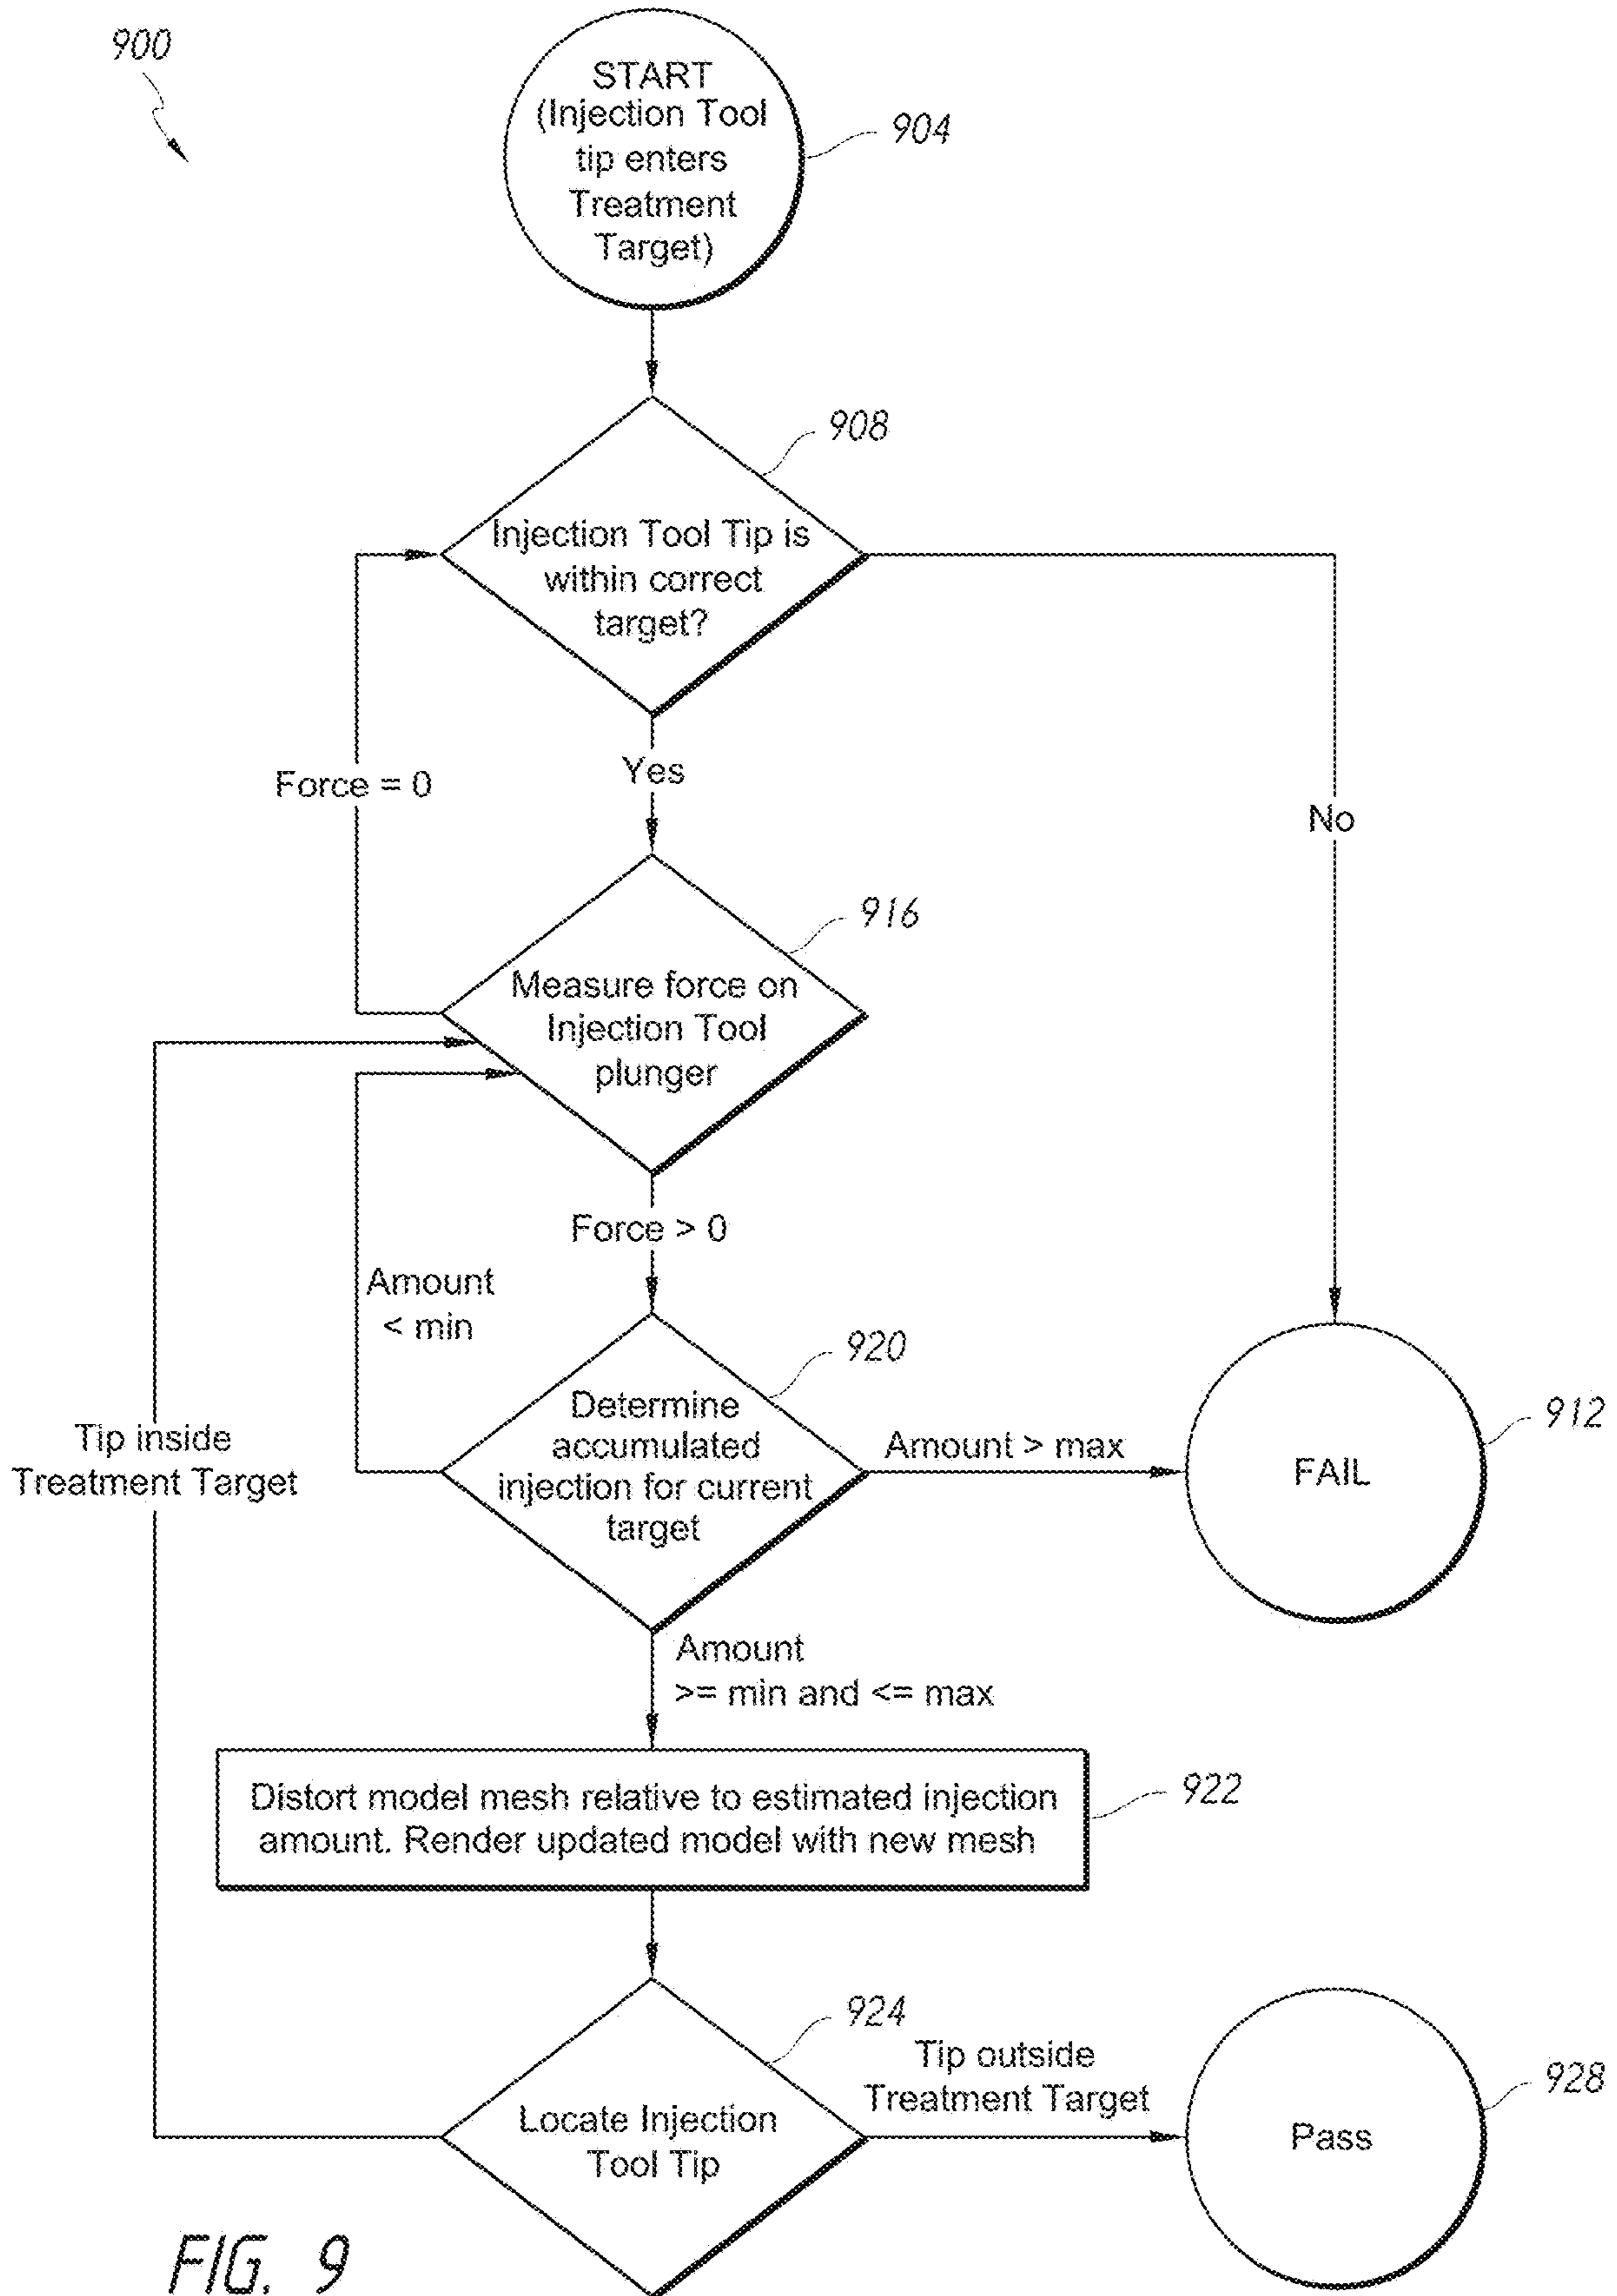 900
START
(Injection Tool
tip enters
Treatment
Target)
904
908
Injection Tool Tip is
within correct
target?
Force = 0
Yes
No
916
Measure force on
Injection Tool
plunger
Force > 0
Amount
< min
920
Determine
accumulated
injection for current
target
Amount > max
912
FAIL
Tip inside
Treatment Target
Amount
>= min and <= max
Distort model mesh relative to estimated injection
amount. Render updated model with new mesh
922
924
Locate Injection
Tool Tip
Tip outside
Treatment Target
928
Pass
FIG. 9